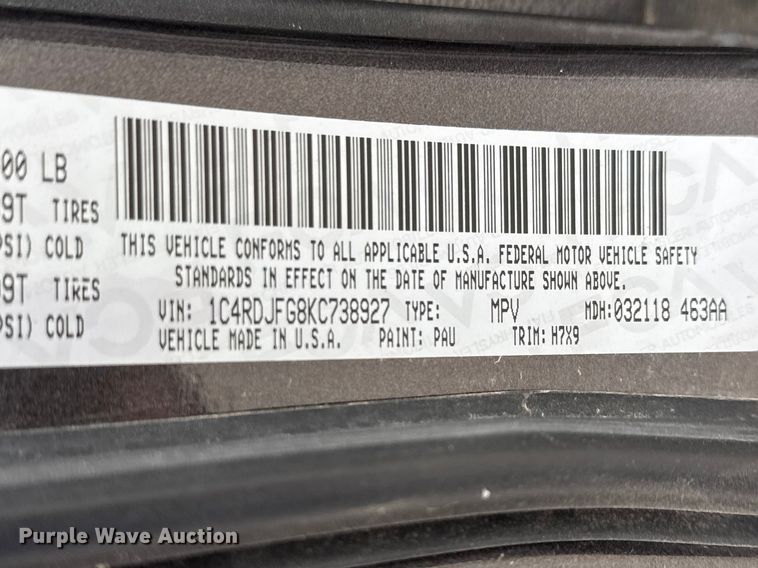 00 LB
9T TIRES
PSI) COLD
9T TIRES
PSI) COLD
THIS VEHICLE CONFORMS TO ALL APPLICABLE U.S.A. FEDERAL MOTOR VEHICLE SAFETY
STANDARDS IN EFFECT ON THE DATE OF MANUFACTURE SHOWN ABOVE.
VIN: 1C4RDJFG8KC738927 TYPE: MPV MDH:032118 463AA
VEHICLE MADE IN U.S.A. PAINT: PAU TRIM: H7X9
Purple Wave Auction